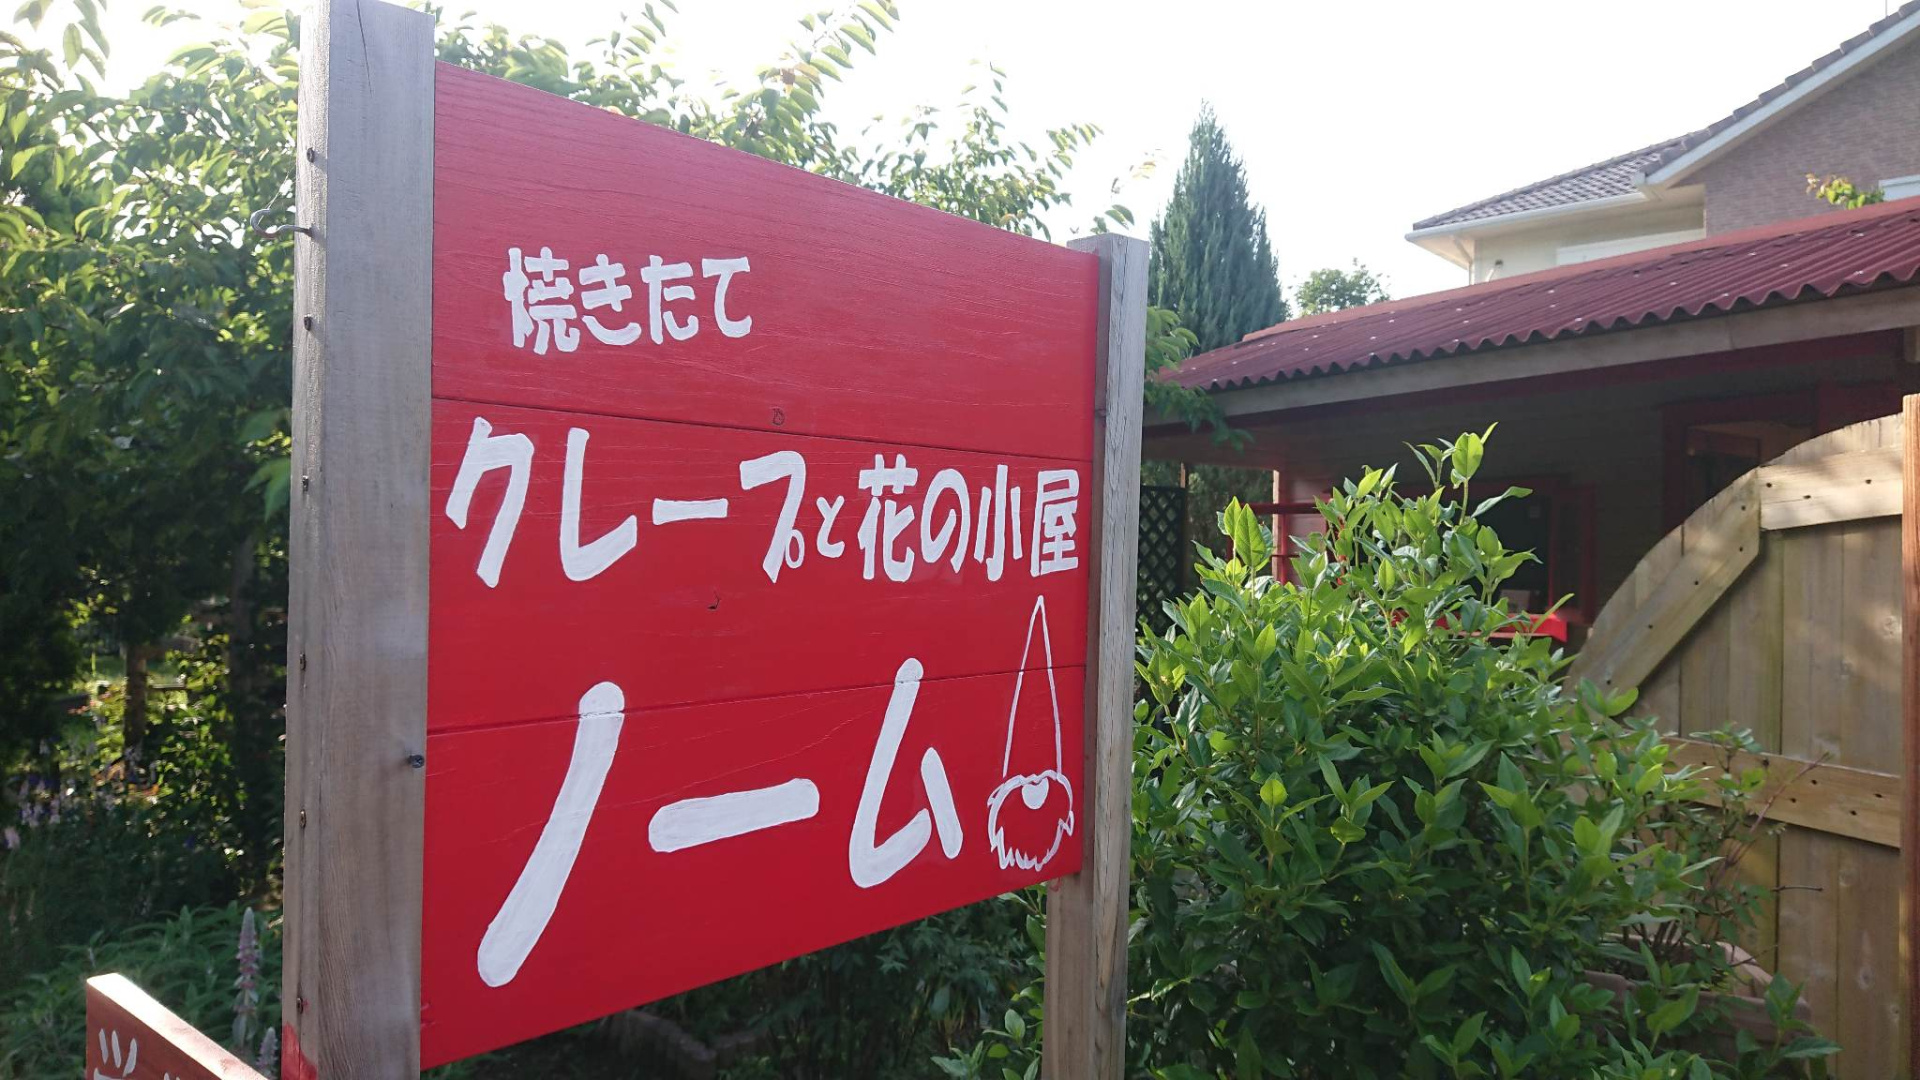 焼きたて
クレープと花の小屋
ノーム